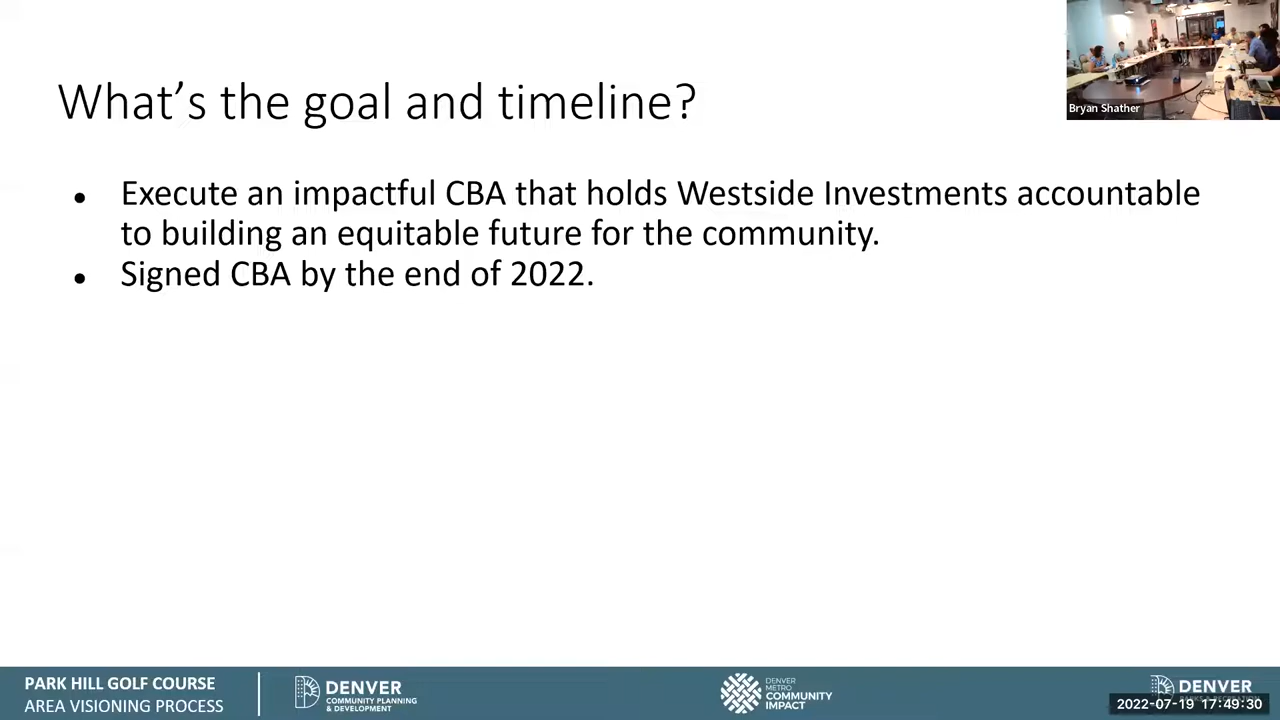 What's the goal and timeline?
Bryan Shather
● Execute an impactful CBA that holds Westside Investments accountable
to building an equitable future for the community.
● Signed CBA by the end of 2022.
PARK HILL GOLF COURSE
AREA VISIONING PROCESS
DENVER
COMMUNITY PLANNING
& DEVELOPMENT
DENVER
METRO
COMMUNITY
IMPACT
DENVER
PARKS & RECREATION
2022-07-19 17:49:30